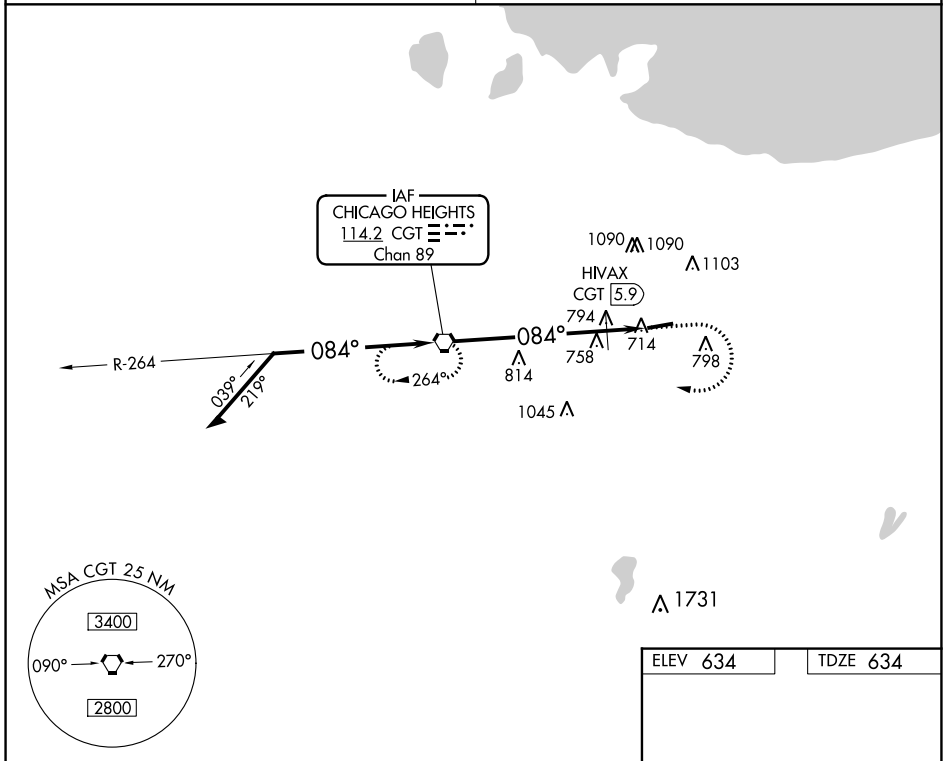 IAF
CHICAGO HEIGHTS
114.2 CGT
Chan 89
1090 1090
1103
HIVAX
CGT 5.9
794
R-264
084°
084°
758
714
798
264°
814
039°
219°
1045
MSA CGT 25 NM
3400
090° 270°
2800
1731
ELEV 634 TDZE 634